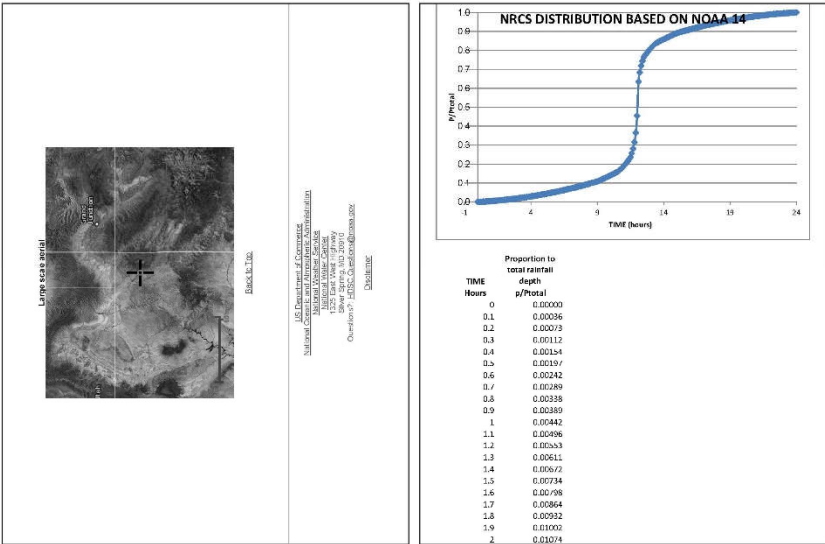 Large scale aerial
Grand
Junction
Back to Top
US Department of Commerce
National Oceanic and Atmospheric Administration
National Weather Service
National Water Center
1325 East West Highway
Silver Spring, MD 20910
Questions?: HDSC.Questions@noaa.gov
Disclaimer
NRCS DISTRIBUTION BASED ON NOAA 14
P/Ptotal
1.0
0.9
0.8
0.7
0.6
0.5
0.4
0.3
0.2
0.1
0.0
-1 4 9 14 19 24
TIME (hours)
Proportion to
total rainfall
TIME depth
Hours p/Ptotal
0 0.00000
0.1 0.00036
0.2 0.00073
0.3 0.00112
0.4 0.00154
0.5 0.00197
0.6 0.00242
0.7 0.00289
0.8 0.00338
0.9 0.00389
1 0.00442
1.1 0.00496
1.2 0.00553
1.3 0.00611
1.4 0.00672
1.5 0.00734
1.6 0.00798
1.7 0.00864
1.8 0.00932
1.9 0.01002
2 0.01074